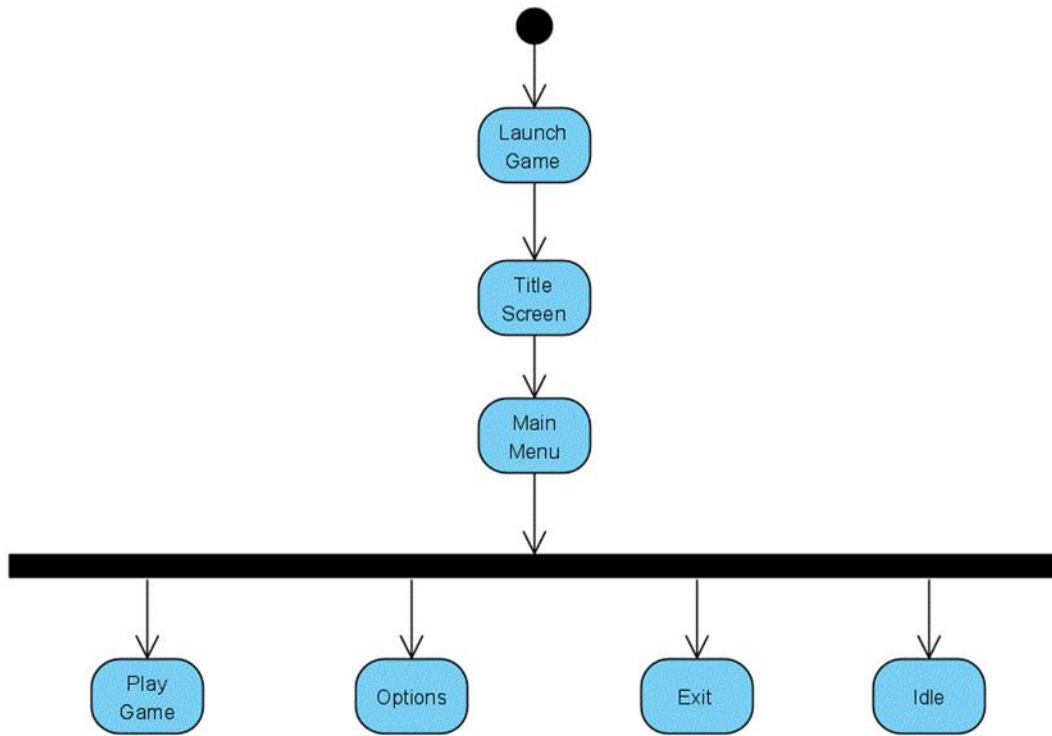 Launch
Game
Title
Screen
Main
Menu
Play
Game
Options
Exit
Idle